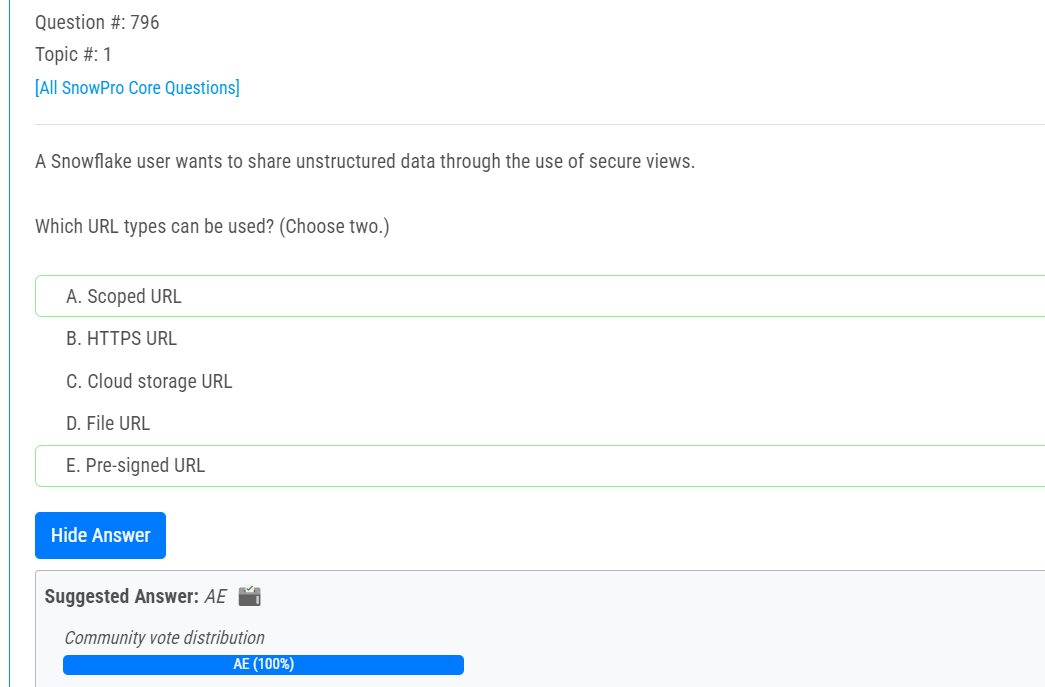 Question #: 796
Topic #: 1
[All SnowPro Core Questions]
A Snowflake user wants to share unstructured data through the use of secure views.
Which URL types can be used? (Choose two.)
A. Scoped URL
B. HTTPS URL
C. Cloud storage URL
D. File URL
E. Pre-signed URL
Hide Answer
Suggested Answer: AE
Community vote distribution
AE (100%)